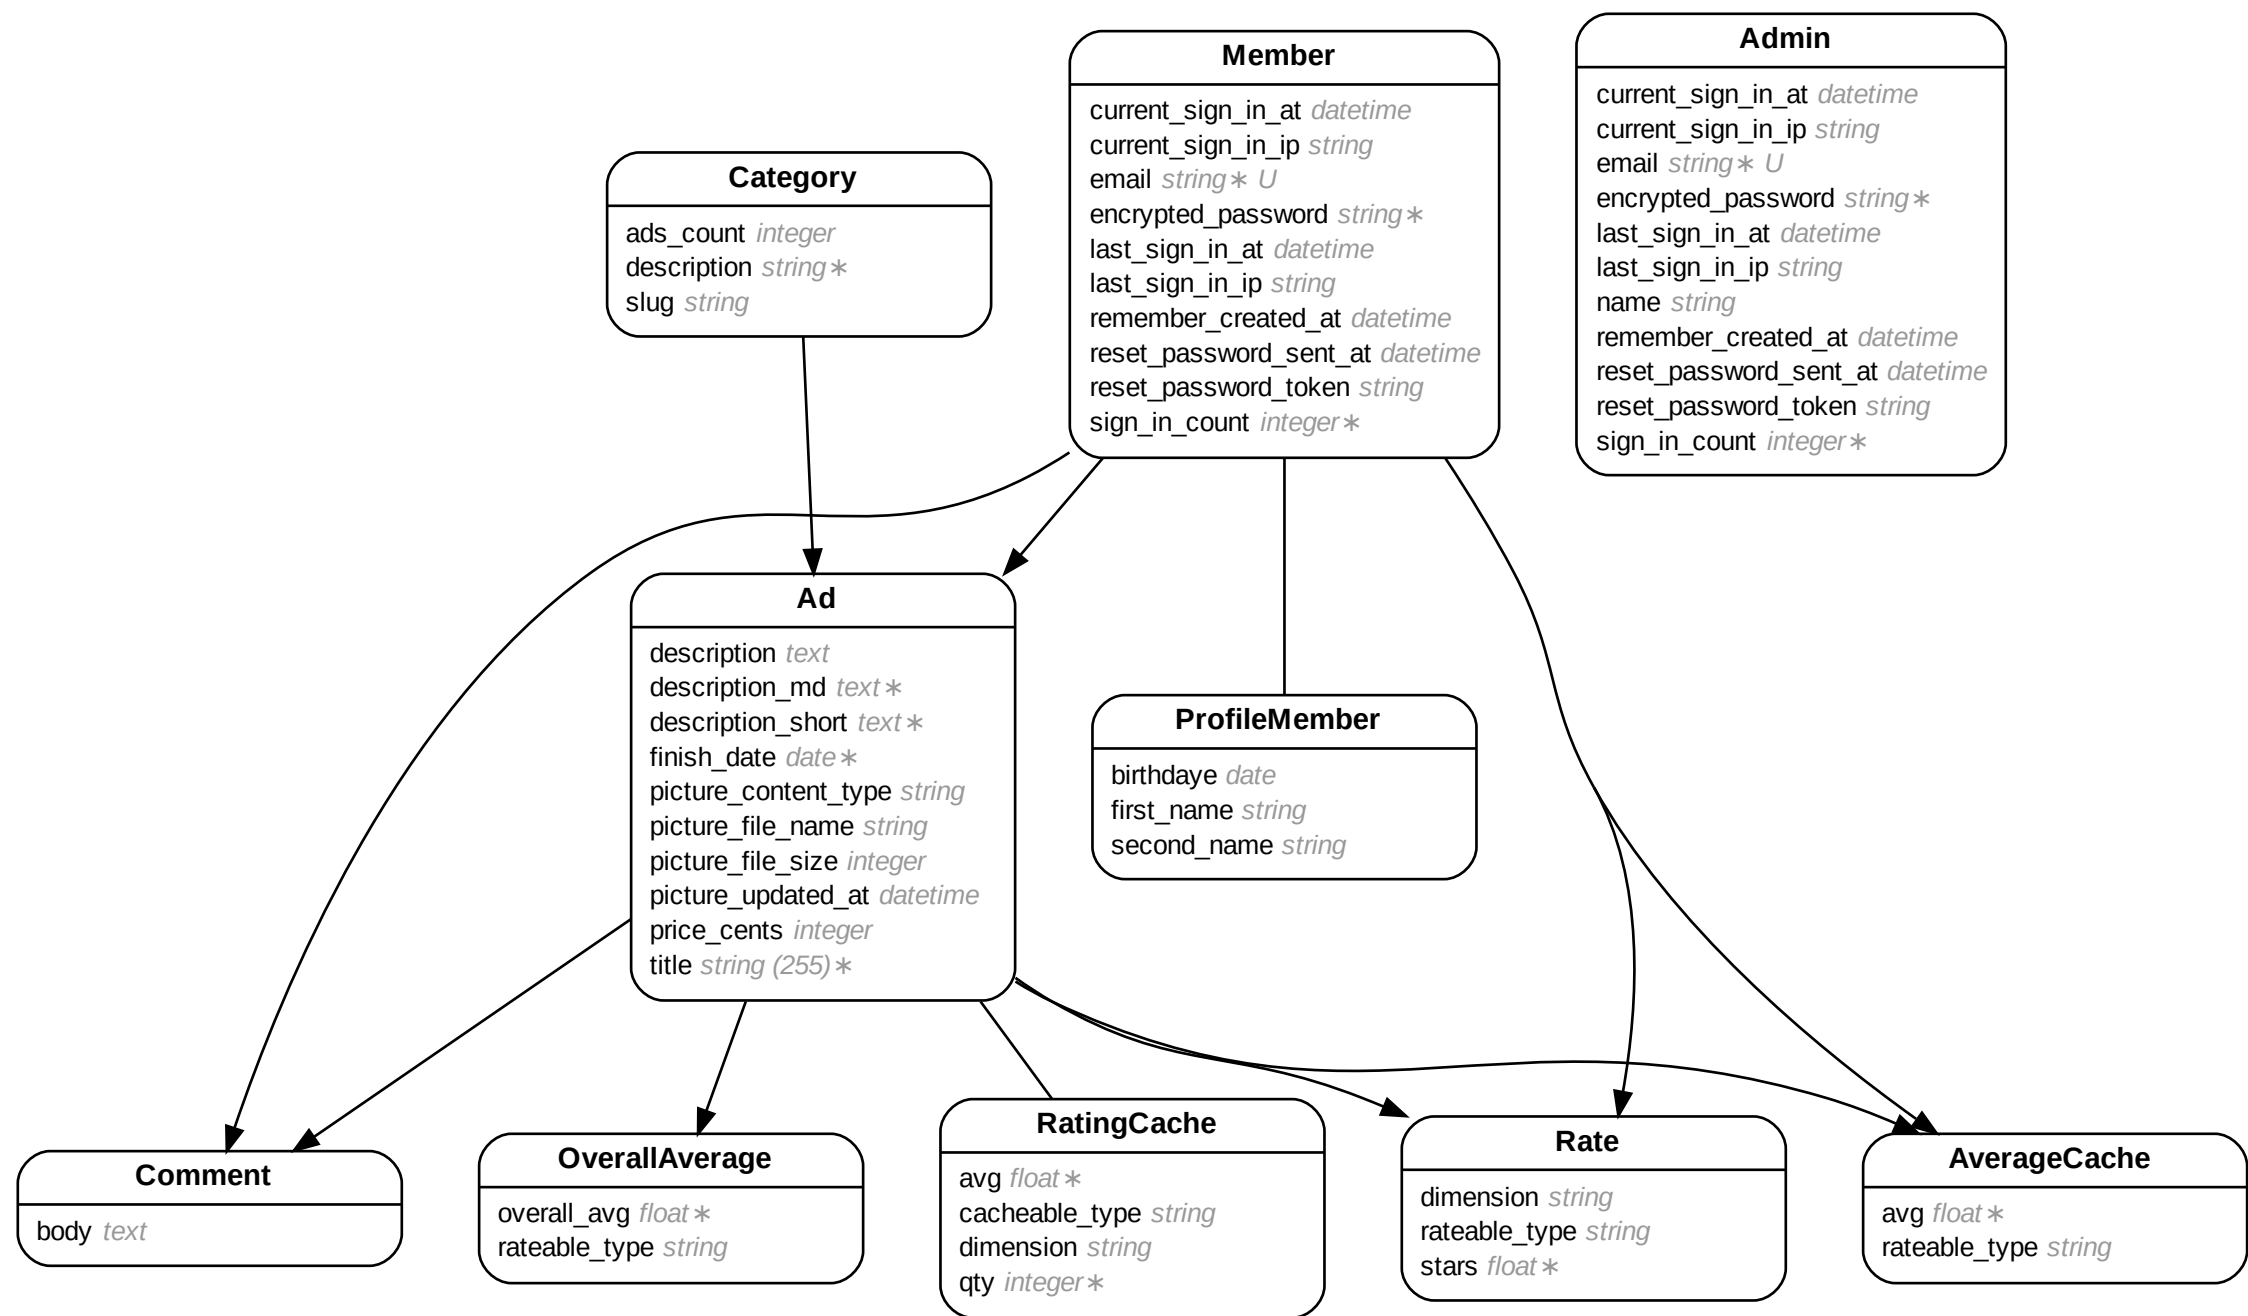 Member
current_sign_in_at datetime
current_sign_in_ip string
email string∗ U
encrypted_password string∗
last_sign_in_at datetime
last_sign_in_ip string
remember_created_at datetime
reset_password_sent_at datetime
reset_password_token string
sign_in_count integer∗
Admin
current_sign_in_at datetime
current_sign_in_ip string
email string∗ U
encrypted_password string∗
last_sign_in_at datetime
last_sign_in_ip string
name string
remember_created_at datetime
reset_password_sent_at datetime
reset_password_token string
sign_in_count integer∗
Category
ads_count integer
description string∗
slug string
Ad
description text
description_md text∗
description_short text∗
finish_date date∗
picture_content_type string
picture_file_name string
picture_file_size integer
picture_updated_at datetime
price_cents integer
title string (255)∗
ProfileMember
birthdaye date
first_name string
second_name string
Comment
body text
OverallAverage
overall_avg float∗
rateable_type string
RatingCache
avg float∗
cacheable_type string
dimension string
qty integer∗
Rate
dimension string
rateable_type string
stars float∗
AverageCache
avg float∗
rateable_type string